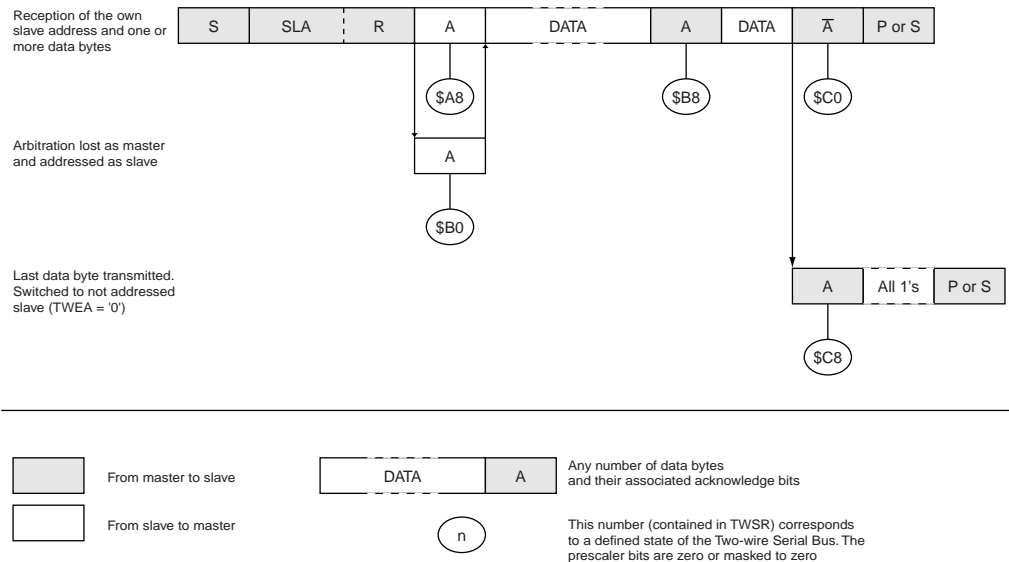 Reception of the own
slave address and one or
more data bytes
S SLA R A DATA A DATA A̅ P or S
$A8 $B8 $C0
Arbitration lost as master
and addressed as slave
A
$B0
Last data byte transmitted.
Switched to not addressed
slave (TWEA = '0')
A All 1's P or S
$C8
From master to slave
From slave to master
DATA A
Any number of data bytes
and their associated acknowledge bits
n
This number (contained in TWSR) corresponds
to a defined state of the Two-wire Serial Bus. The
prescaler bits are zero or masked to zero